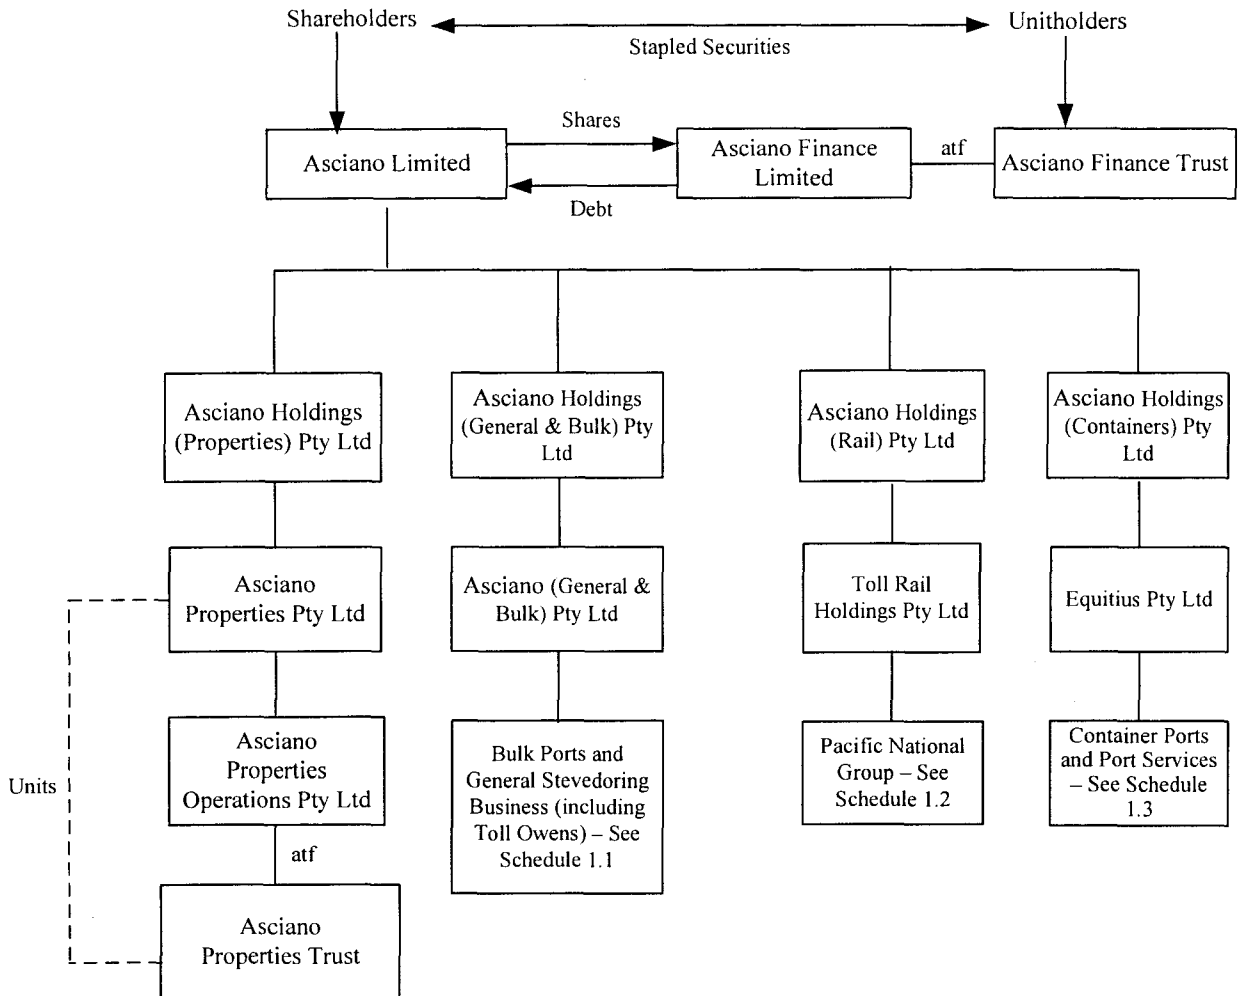 Shareholders
Unitholders
Stapled Securities
Shares
Asciano Limited
Asciano Finance
Limited
atf
Asciano Finance Trust
Debt
Asciano Holdings
(Properties) Pty Ltd
Asciano Holdings
(General & Bulk) Pty
Ltd
Asciano Holdings
(Rail) Pty Ltd
Asciano Holdings
(Containers) Pty
Ltd
Asciano
Properties Pty Ltd
Asciano (General &
Bulk) Pty Ltd
Toll Rail
Holdings Pty Ltd
Equitius Pty Ltd
Units
Asciano
Properties
Operations Pty Ltd
Bulk Ports and
General Stevedoring
Business (including
Toll Owens) – See
Schedule 1.1
Pacific National
Group – See
Schedule 1.2
Container Ports
and Port Services
– See Schedule
1.3
atf
Asciano
Properties Trust